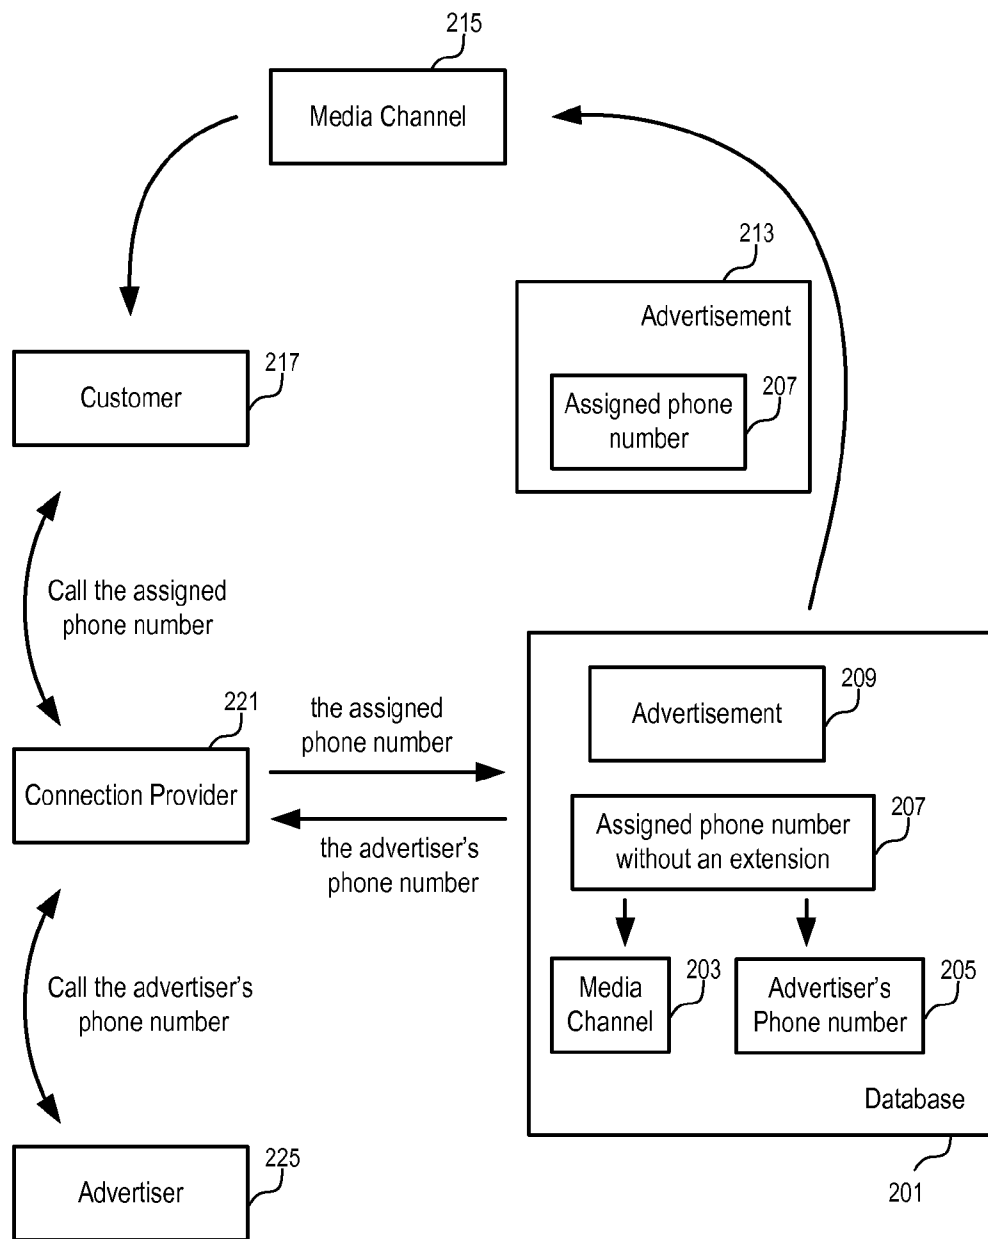 215
Media Channel
213
Advertisement
217
Customer
207
Assigned phone
number
Call the assigned
phone number
209
Advertisement
221
the assigned
phone number
Connection Provider
207
Assigned phone number
without an extension
the advertiser's
phone number
203
Media
Channel
205
Advertiser's
Phone number
Call the advertiser's
phone number
Database
225
Advertiser
201